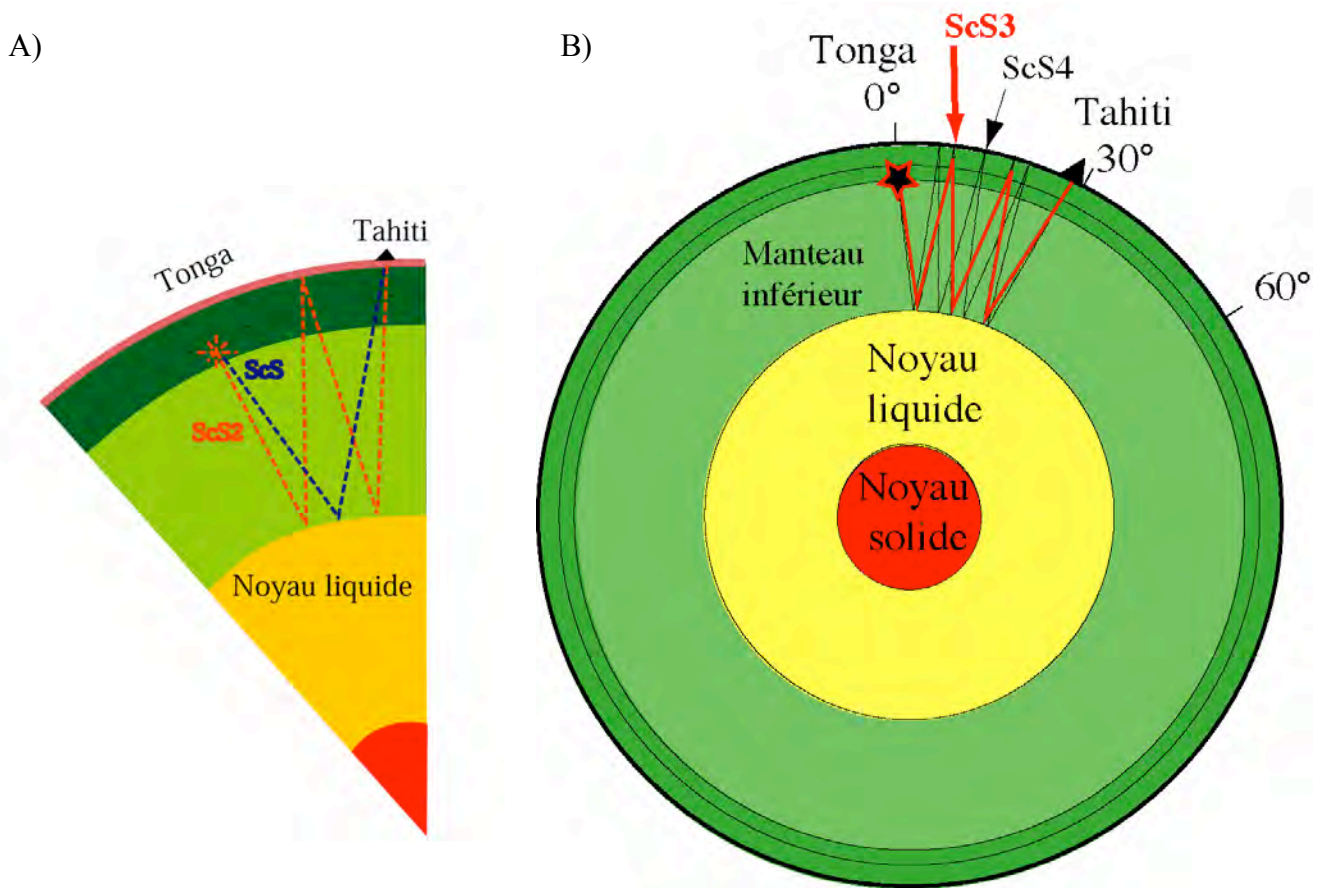 A)
Tonga
Tahiti
ScS
ScS2
Noyau liquide
B)
ScS3
Tonga
0°
ScS4
Tahiti
30°
60°
Manteau
inférieur
Noyau
liquide
Noyau
solide